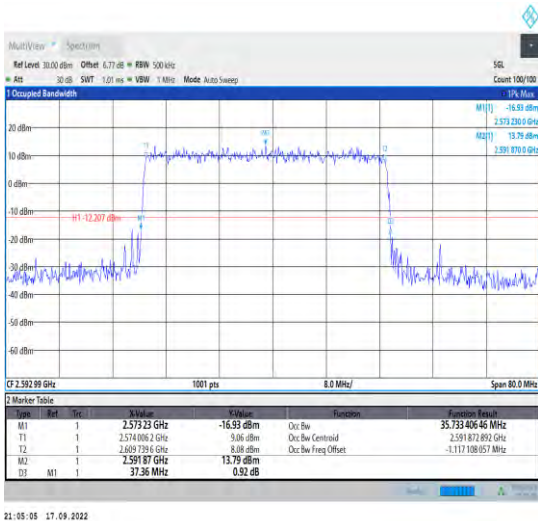 MultiView Spectrum
Ref Level 30.00 dBm Offset 6.77 dB RBW 500 kHz SGL
Att 30 dB SWT 1.01 ms VBW 1 MHz Mode Auto Sweep Count 100/100
1 Occupied Bandwidth 1Pk Max
M1[1] -16.93 dBm
2.573 230 0 GHz
M2[1] 13.79 dBm
2.591 870 0 GHz
20 dBm
M2
T1 T2
10 dBm
0 dBm
-10 dBm
H1 -12.207 dBm
M1 D3
-20 dBm
-30 dBm
-40 dBm
-50 dBm
-60 dBm
CF 2.592 99 GHz 1001 pts 8.0 MHz/ Span 80.0 MHz
2 Marker Table
Type Ref Trc X-Value Y-Value Function Function Result
M1 1 2.573 23 GHz -16.93 dBm Occ Bw 35.733 406 46 MHz
T1 1 2.574 006 2 GHz 9.06 dBm Occ Bw Centroid 2.591 872 892 GHz
T2 1 2.609 739 6 GHz 8.08 dBm Occ Bw Freq Offset -1.117 108 057 MHz
M2 1 2.591 87 GHz 13.79 dBm
D3 M1 1 37.36 MHz 0.92 dB
21:05:05 17.09.2022